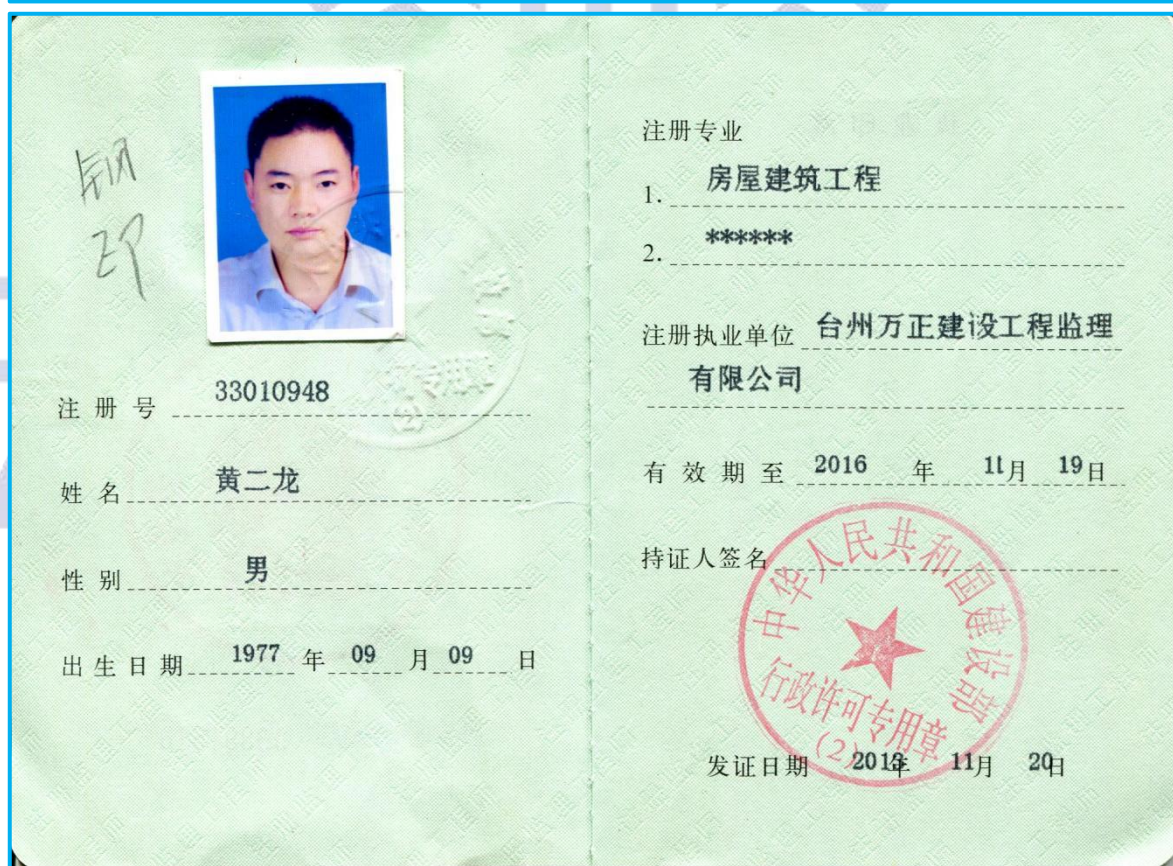 钢
印
注 册 号 33010948
姓 名 黄二龙
性 别 男
出 生 日 期 1977 年 09 月 09 日
注册专业
1. 房屋建筑工程
2. ******
注册执业单位 台州万正建设工程监理
有限公司
有 效 期 至 2016 年 11月 19日
持证人签名
中华人民共和国建设部
行政许可专用章
(2)
发证日期 2013年 11月 20日